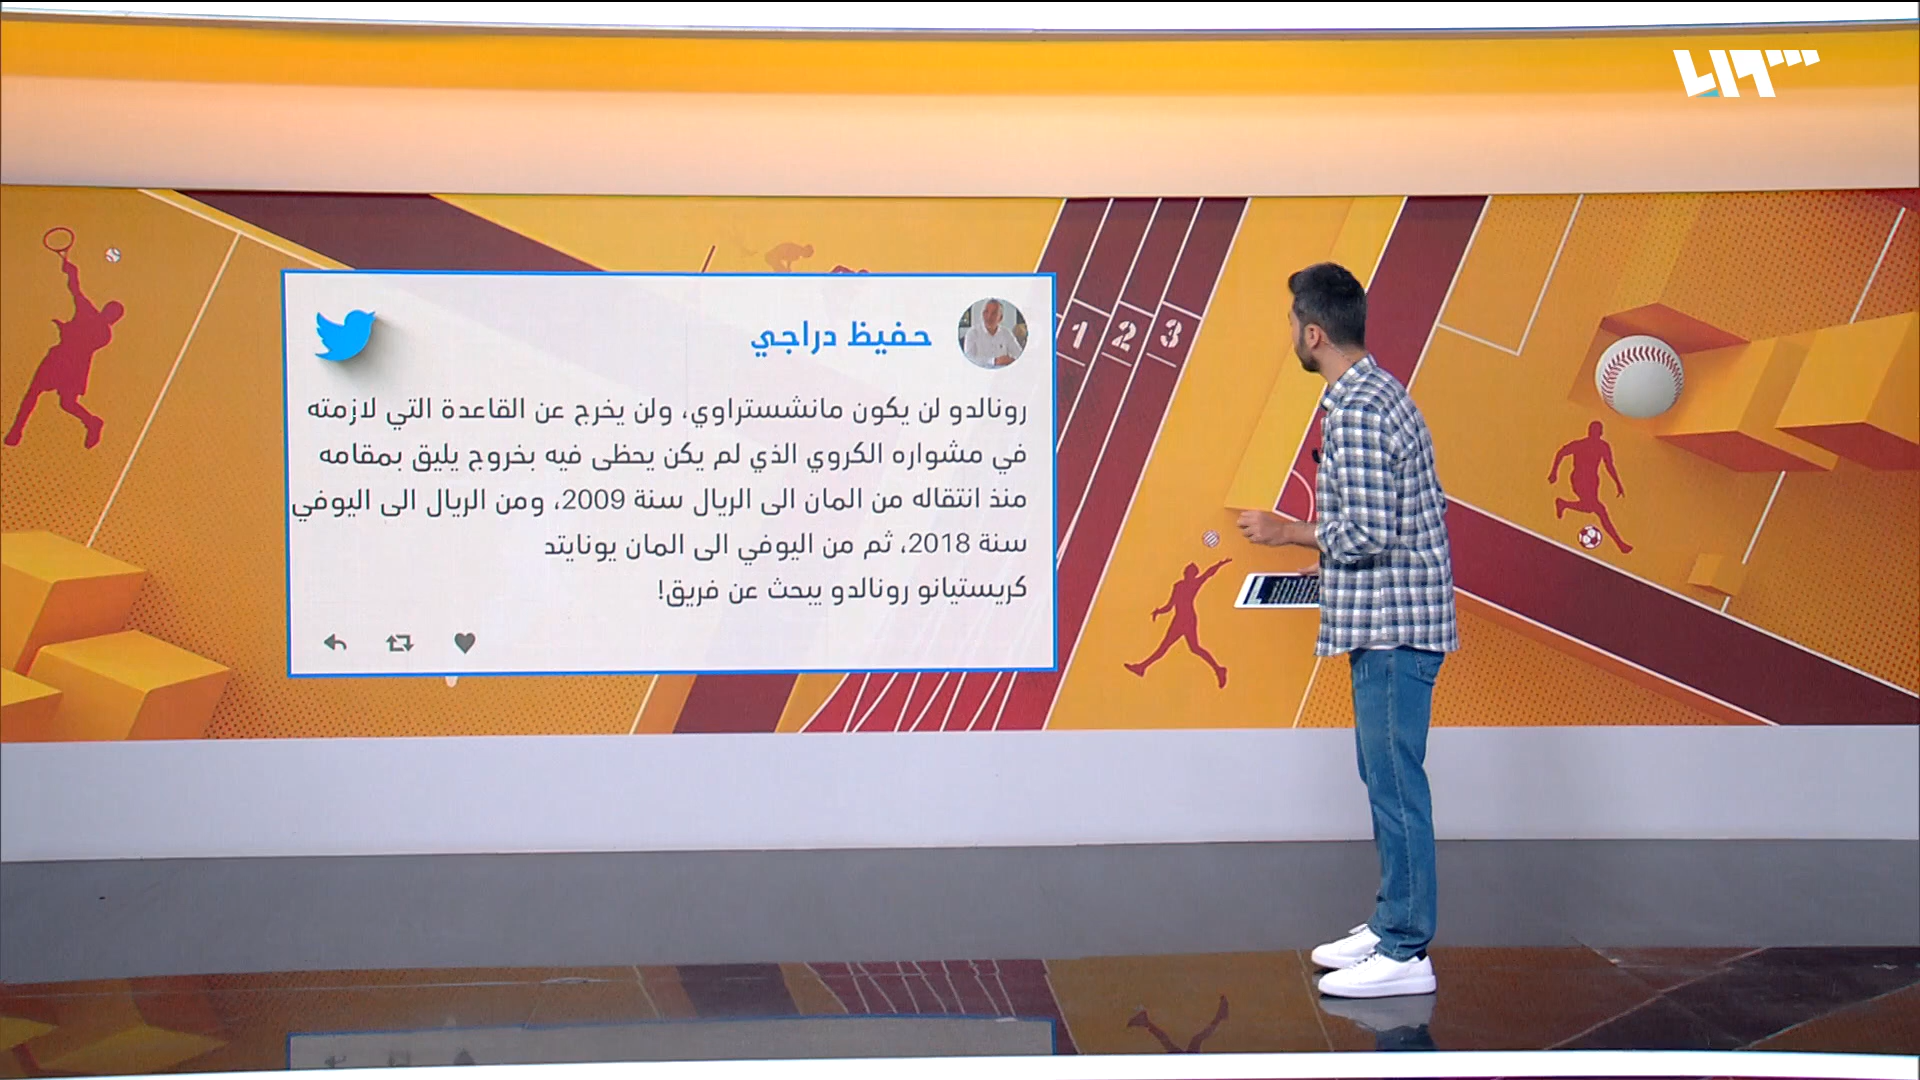 سوريا
حفيظ دراجي
رونالدو لن يكون مانشستراوي، ولن يخرج عن القاعدة التي لازمته
في مشواره الكروي الذي لم يكن يحظى فيه بخروج يليق بمقامه
منذ انتقاله من المان الى الريال سنة 2009، ومن الريال الى اليوفي
سنة 2018، ثم من اليوفي الى المان يونايتد
كريستيانو رونالدو يبحث عن فريق!
1 2 3